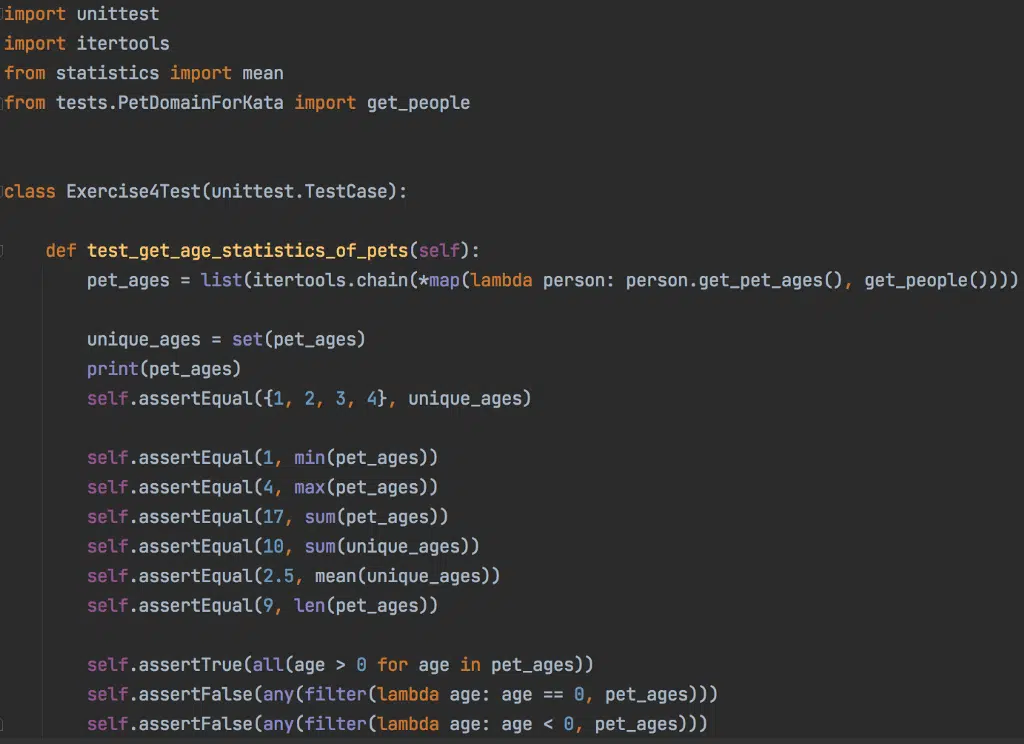 import unittest
import itertools
from statistics import mean
from tests.PetDomainForKata import get_people
class Exercise4Test(unittest.TestCase):
    def test_get_age_statistics_of_pets(self):
        pet_ages = list(itertools.chain(*map(lambda person: person.get_pet_ages(), get_people())))
        unique_ages = set(pet_ages)
        print(pet_ages)
        self.assertEqual({1, 2, 3, 4}, unique_ages)
        self.assertEqual(1, min(pet_ages))
        self.assertEqual(4, max(pet_ages))
        self.assertEqual(17, sum(pet_ages))
        self.assertEqual(10, sum(unique_ages))
        self.assertEqual(2.5, mean(unique_ages))
        self.assertEqual(9, len(pet_ages))
        self.assertTrue(all(age > 0 for age in pet_ages))
        self.assertFalse(any(filter(lambda age: age == 0, pet_ages)))
        self.assertFalse(any(filter(lambda age: age < 0, pet_ages)))